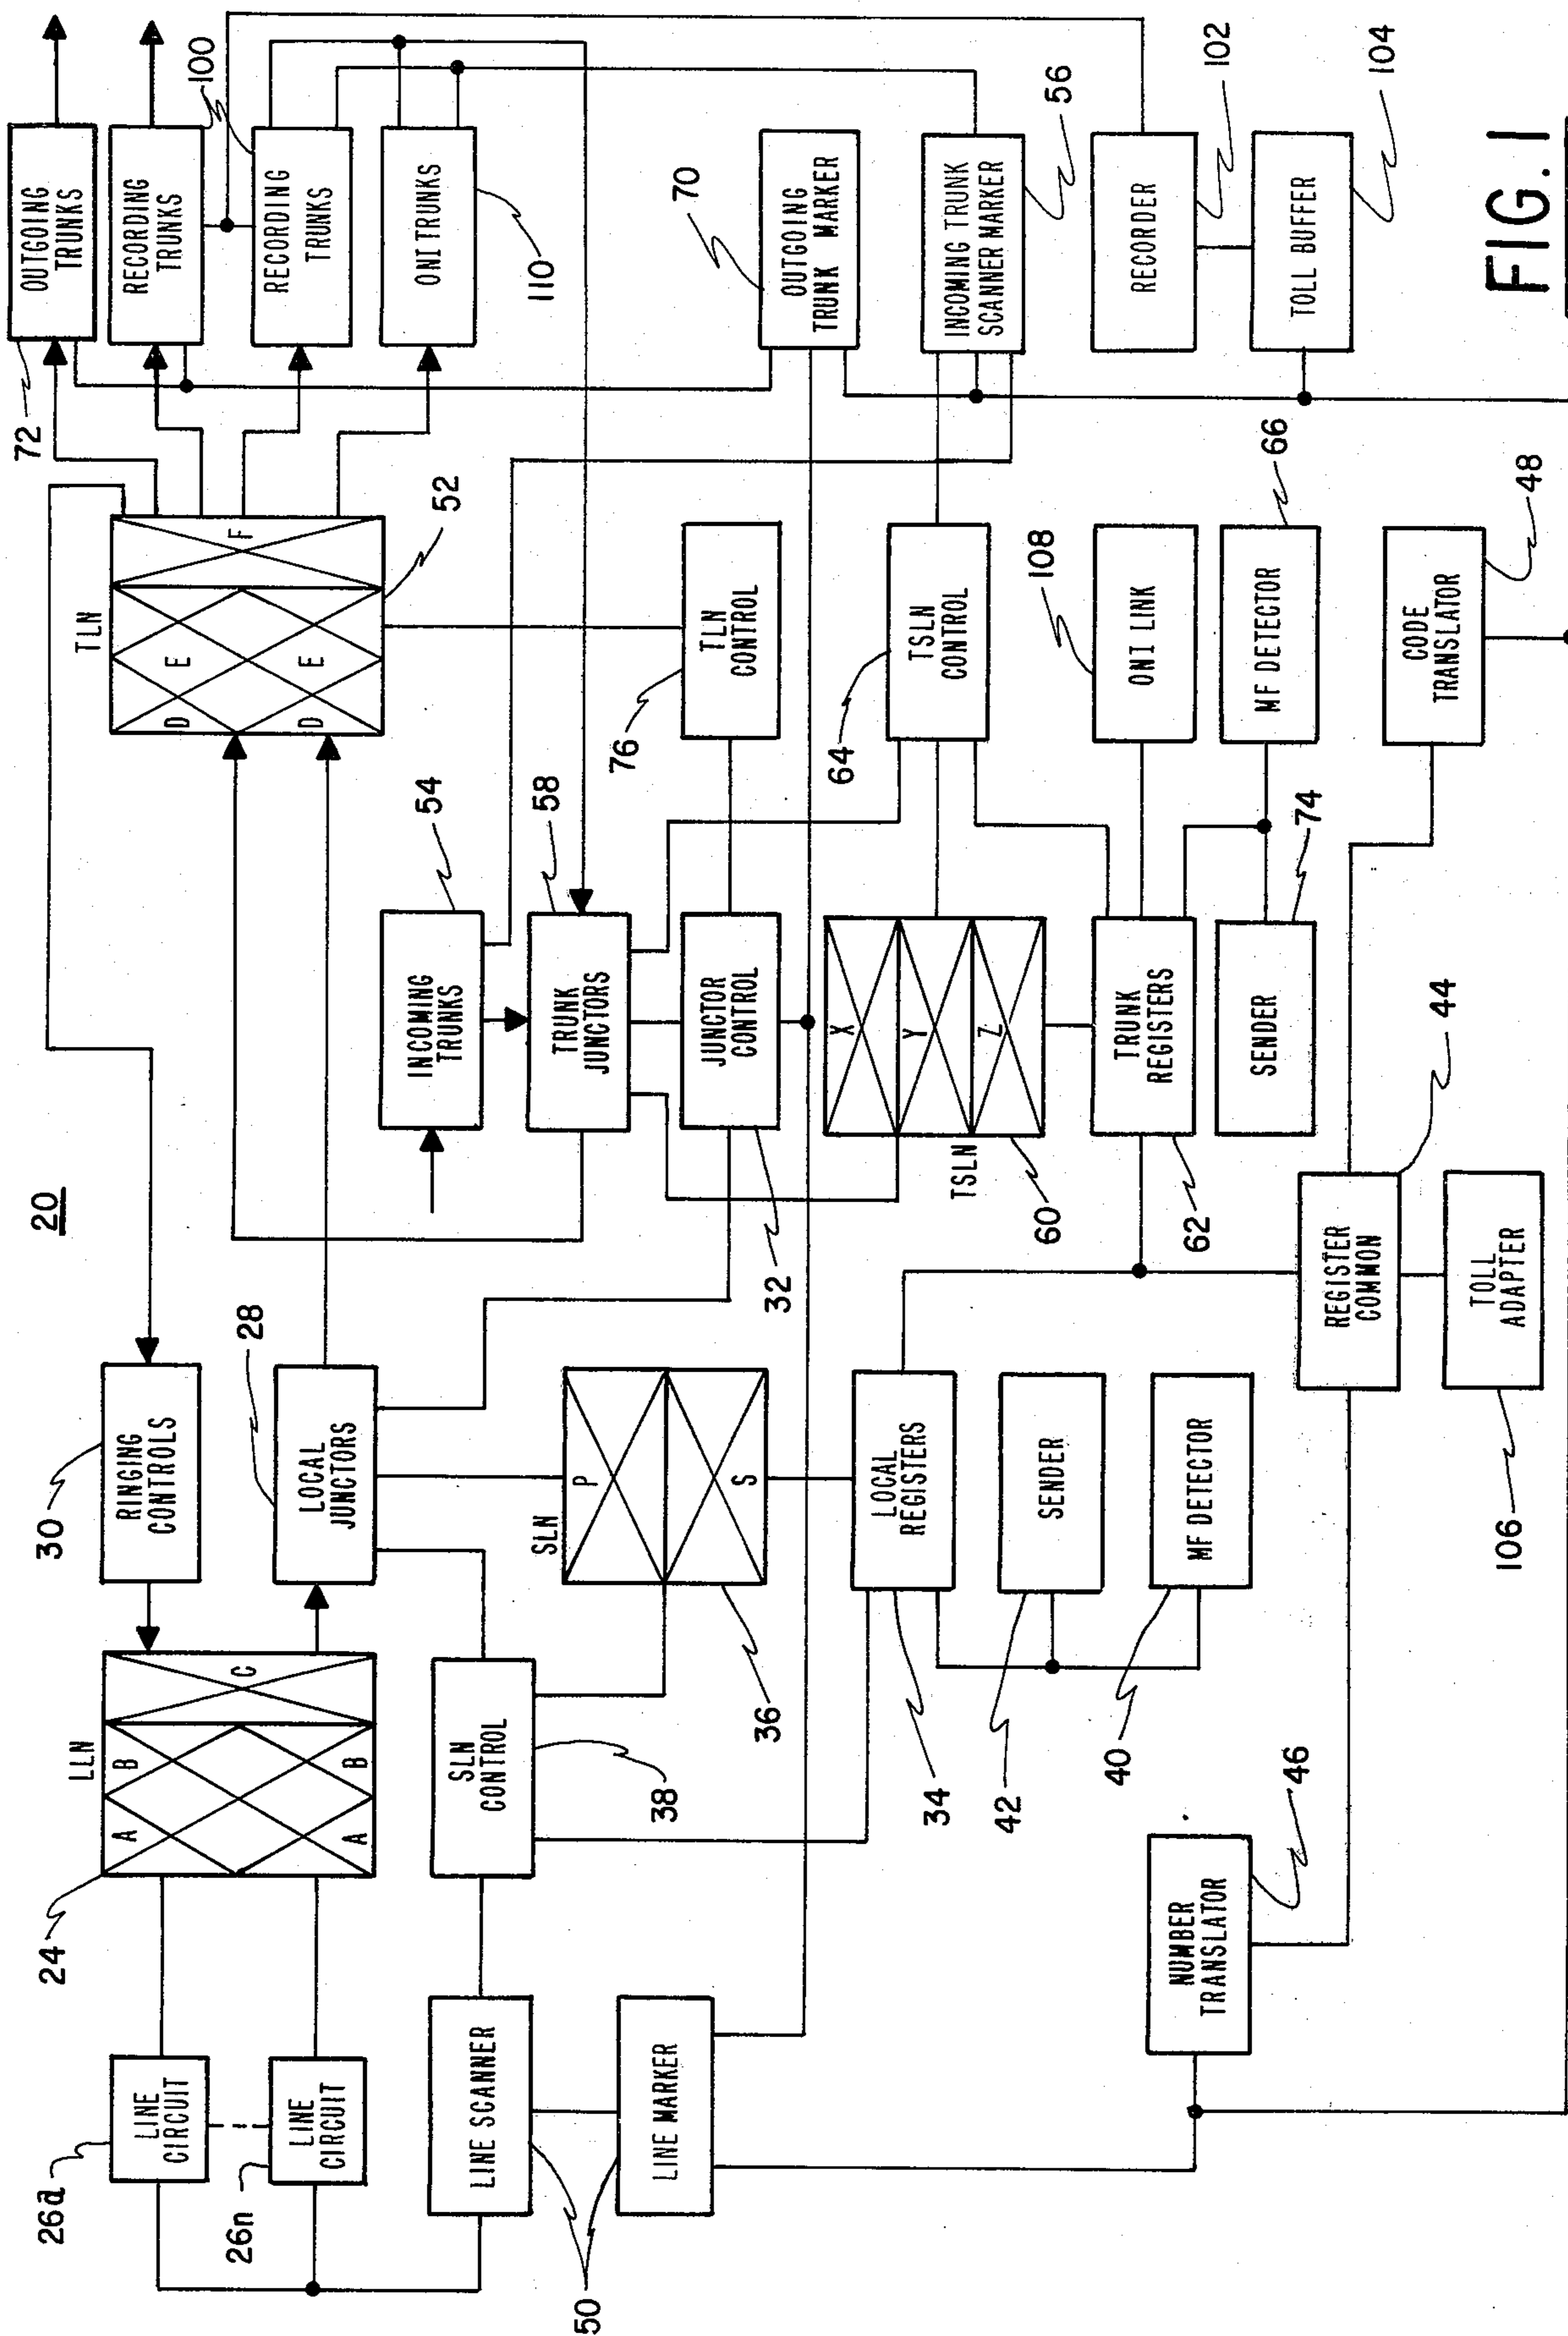 20
LLN
A
B
C
A
B
24
26a
LINE
CIRCUIT
26n
LINE
CIRCUIT
30
RINGING
CONTROLS
28
LOCAL
JUNCTORS
TLN
D
E
F
D
E
52
72
OUTGOING
TRUNKS
RECORDING
TRUNKS
100
RECORDING
TRUNKS
ONI TRUNKS
110
LINE SCANNER
50
LINE MARKER
SLN
CONTROL
38
SLN
P
S
36
INCOMING
TRUNKS
54
TRUNK
JUNCTORS
58
JUNCTOR
CONTROL
32
TLN
CONTROL
76
OUTGOING
TRUNK MARKER
70
INCOMING TRUNK
SCANNER MARKER
56
TSLN
X
Y
Z
60
TSLN
CONTROL
64
LOCAL
REGISTERS
34
SENDER
42
MF DETECTOR
40
TRUNK
REGISTERS
62
SENDER
74
ONI LINK
108
MF DETECTOR
66
RECORDER
102
TOLL BUFFER
104
NUMBER
TRANSLATOR
46
REGISTER
COMMON
44
TOLL
ADAPTER
106
CODE
TRANSLATOR
48
FIG.1